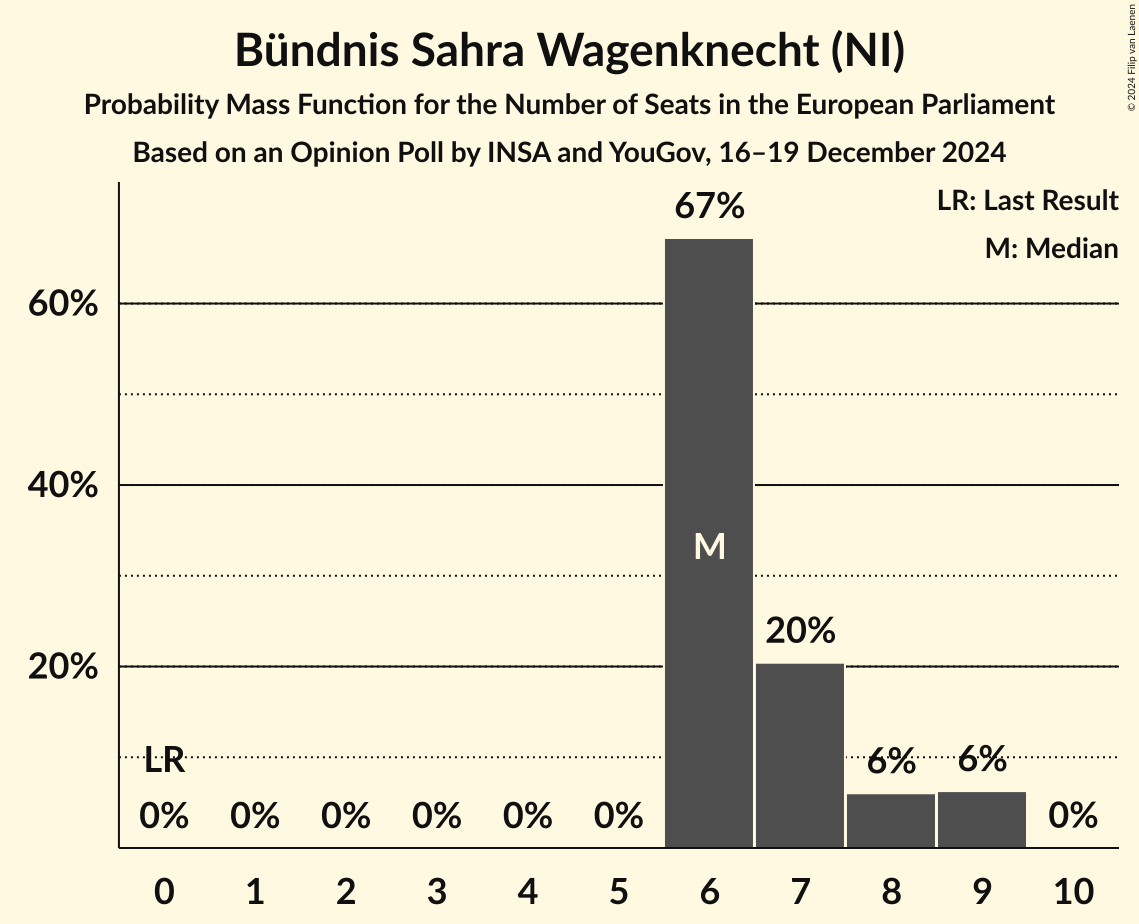 Bündnis Sahra Wagenknecht (NI)
Probability Mass Function for the Number of Seats in the European Parliament
Based on an Opinion Poll by INSA and YouGov, 16–19 December 2024
© 2024 Filip van Laenen
LR: Last Result
M: Median
67%
60%
40%
M
20%
20%
LR
6%
6%
0%
0%
0%
0%
0%
0%
0%
0 1 2 3 4 5 6 7 8 9 10